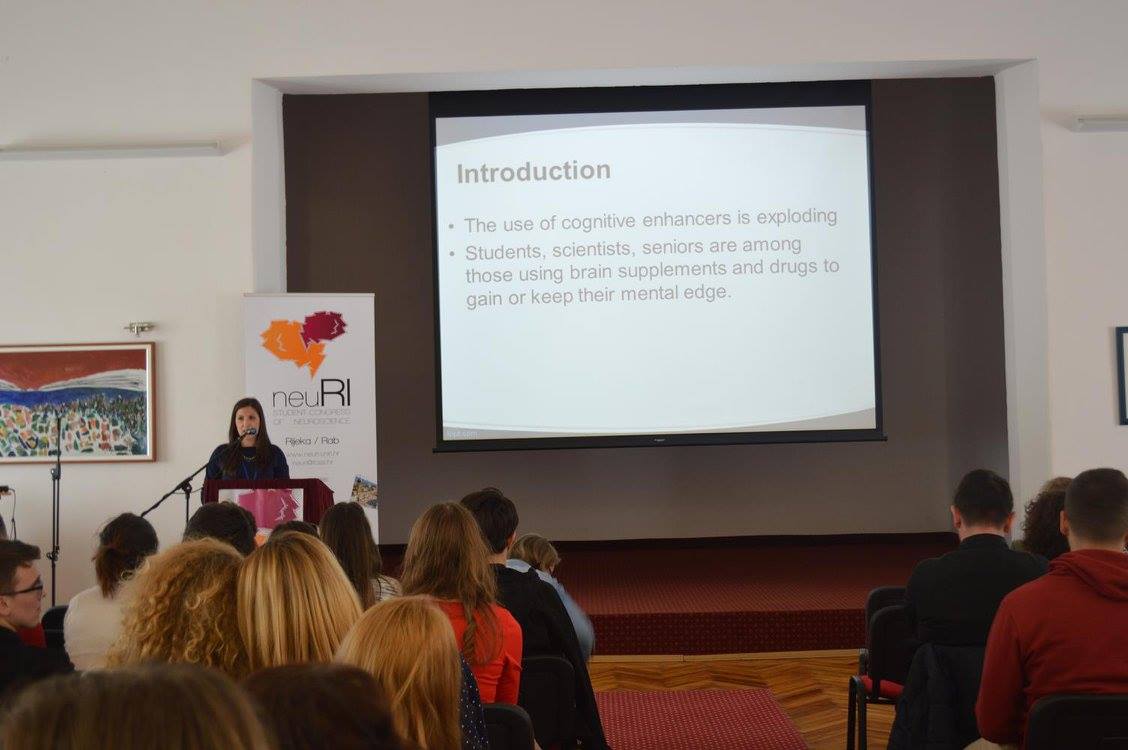 Introduction
• The use of cognitive enhancers is exploding
• Students, scientists, seniors are among
those using brain supplements and drugs to
gain or keep their mental edge.
neuRI
STUDENT CONGRESS
OF NEUROSCIENCE
Rijeka / Rab